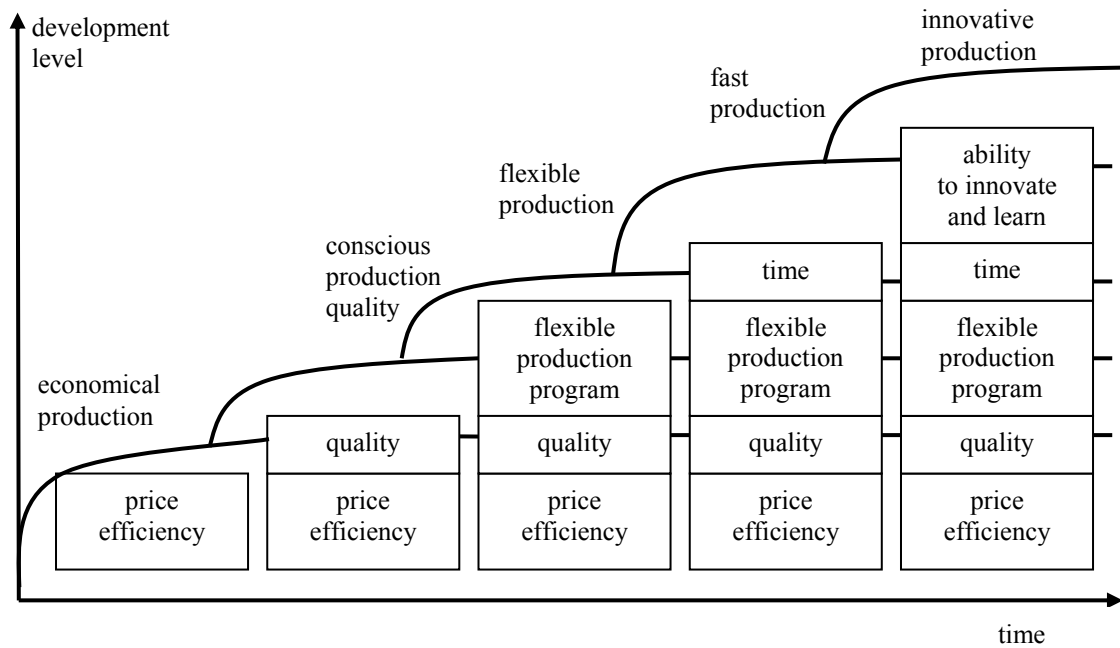 development
level
innovative
production
fast
production
flexible
production
conscious
production
quality
economical
production
price
efficiency
quality
price
efficiency
flexible
production
program
quality
price
efficiency
time
flexible
production
program
quality
price
efficiency
ability
to innovate
and learn
time
flexible
production
program
quality
price
efficiency
time